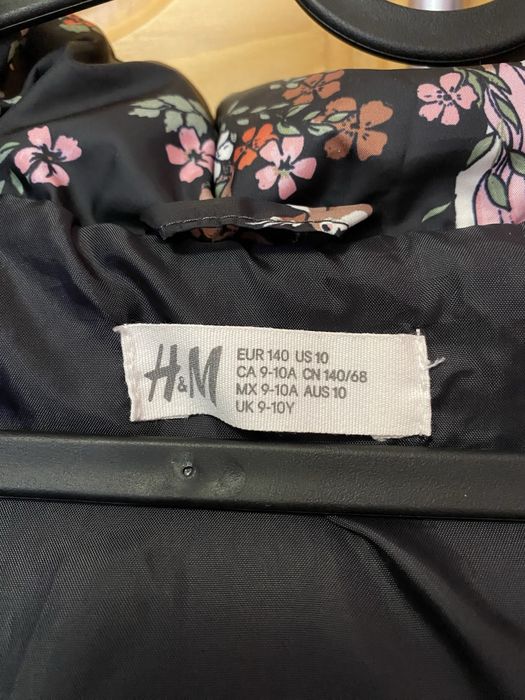 H&M
EUR 140 US 10
CA 9-10A CN 140/68
MX 9-10A AUS 10
UK 9-10Y